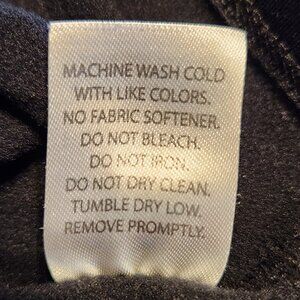 MACHINE WASH COLD
WITH LIKE COLORS.
NO FABRIC SOFTENER.
DO NOT BLEACH.
DO NOT IRON.
DO NOT DRY CLEAN.
TUMBLE DRY LOW.
REMOVE PROMPTLY.